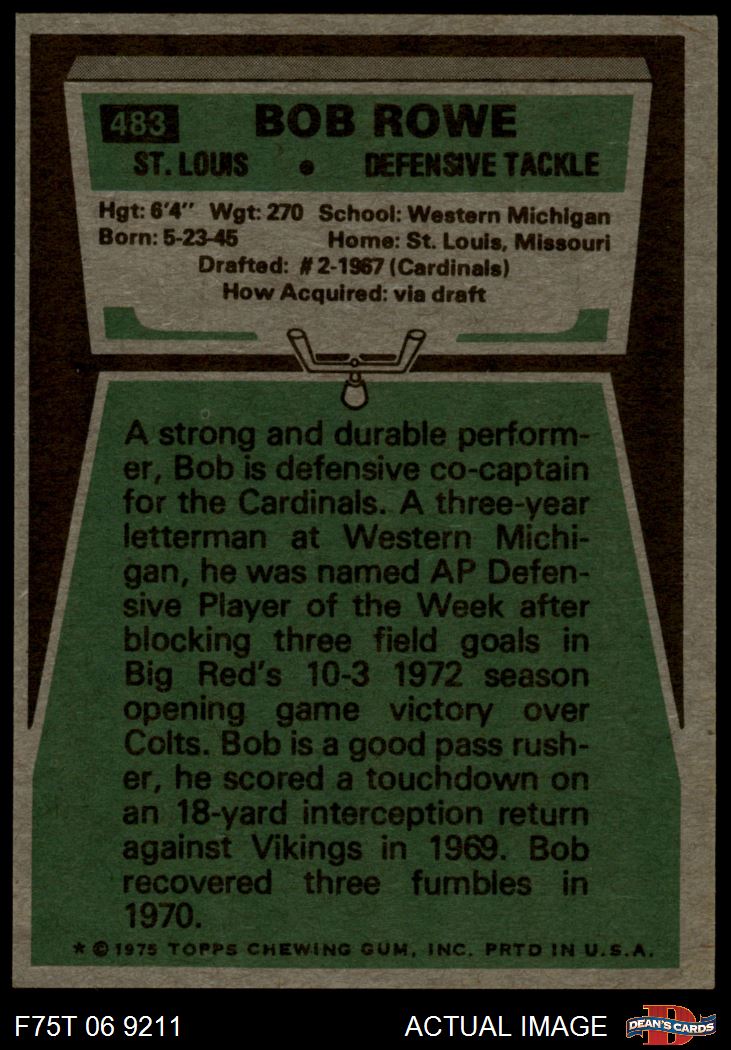 483 BOB ROWE
ST. LOUIS • DEFENSIVE TACKLE
Hgt: 6'4" Wgt: 270 School: Western Michigan
Born: 5-23-45 Home: St. Louis, Missouri
Drafted: #2-1967 (Cardinals)
How Acquired: via draft
A strong and durable perform-
er, Bob is defensive co-captain
for the Cardinals. A three-year
letterman at Western Michi-
gan, he was named AP Defen-
sive Player of the Week after
blocking three field goals in
Big Red's 10-3 1972 season
opening game victory over
Colts. Bob is a good pass rush-
er, he scored a touchdown on
an 18-yard interception return
against Vikings in 1969. Bob
recovered three fumbles in
1970.
* © 1975 TOPPS CHEWING GUM, INC. PRTD IN U.S.A.
F75T 06 9211 ACTUAL IMAGE D DEAN'S CARDS